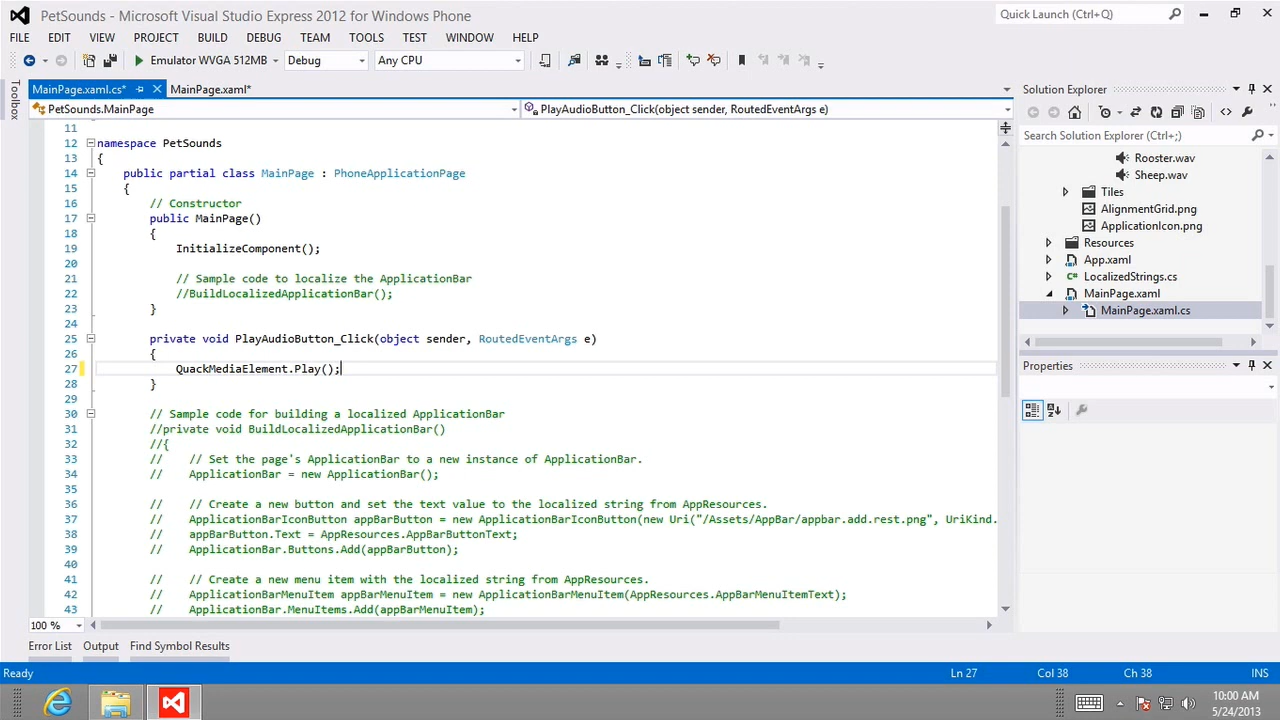 PetSounds - Microsoft Visual Studio Express 2012 for Windows Phone
Quick Launch (Ctrl+Q)
FILE EDIT VIEW PROJECT BUILD DEBUG TEAM TOOLS TEST WINDOW HELP
Emulator WVGA 512MB Debug Any CPU
Toolbox
MainPage.xaml.cs* MainPage.xaml*
PetSounds.MainPage PlayAudioButton_Click(object sender, RoutedEventArgs e)
11
12 namespace PetSounds
13 {
14 public partial class MainPage : PhoneApplicationPage
15 {
16 // Constructor
17 public MainPage()
18 {
19 InitializeComponent();
20
21 // Sample code to localize the ApplicationBar
22 //BuildLocalizedApplicationBar();
23 }
24
25 private void PlayAudioButton_Click(object sender, RoutedEventArgs e)
26 {
27 QuackMediaElement.Play();
28 }
29
30 // Sample code for building a localized ApplicationBar
31 //private void BuildLocalizedApplicationBar()
32 //{
33 // // Set the page's ApplicationBar to a new instance of ApplicationBar.
34 // ApplicationBar = new ApplicationBar();
35
36 // // Create a new button and set the text value to the localized string from AppResources.
37 // ApplicationBarIconButton appBarButton = new ApplicationBarIconButton(new Uri("/Assets/AppBar/appbar.add.rest.png", UriKind.
38 // appBarButton.Text = AppResources.AppBarButtonText;
39 // ApplicationBar.Buttons.Add(appBarButton);
40
41 // // Create a new menu item with the localized string from AppResources.
42 // ApplicationBarMenuItem appBarMenuItem = new ApplicationBarMenuItem(AppResources.AppBarMenuItemText);
43 // ApplicationBar.MenuItems.Add(appBarMenuItem);
100 %
Solution Explorer
Search Solution Explorer (Ctrl+;)
Rooster.wav
Sheep.wav
Tiles
AlignmentGrid.png
ApplicationIcon.png
Resources
App.xaml
LocalizedStrings.cs
MainPage.xaml
MainPage.xaml.cs
Properties
Error List Output Find Symbol Results
Ready Ln 27 Col 38 Ch 38 INS
10:00 AM
5/24/2013